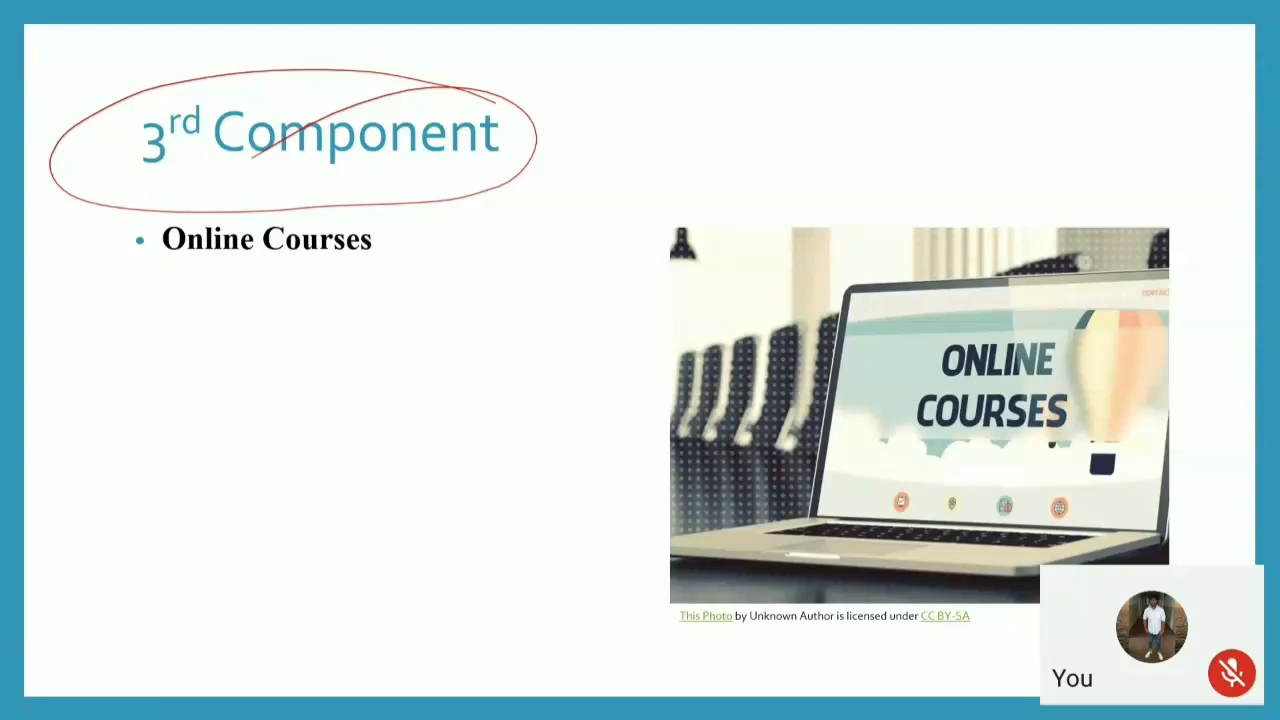 3rd Component
• Online Courses
ONLINE
COURSES
This Photo by Unknown Author is licensed under CC BY-SA
You